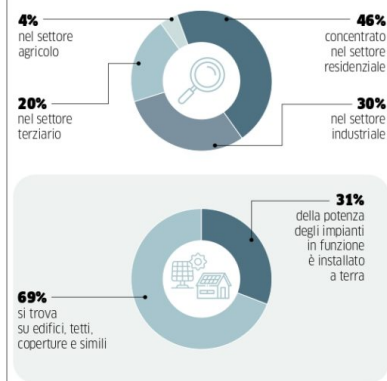 4%
nel settore
agricolo
46%
concentrato
nel settore
residenziale
20%
nel settore
terziario
30%
nel settore
industriale
31%
della potenza
degli impianti
in funzione
è installato
a terra
69%
si trova
su edifici, tetti,
coperture e simili